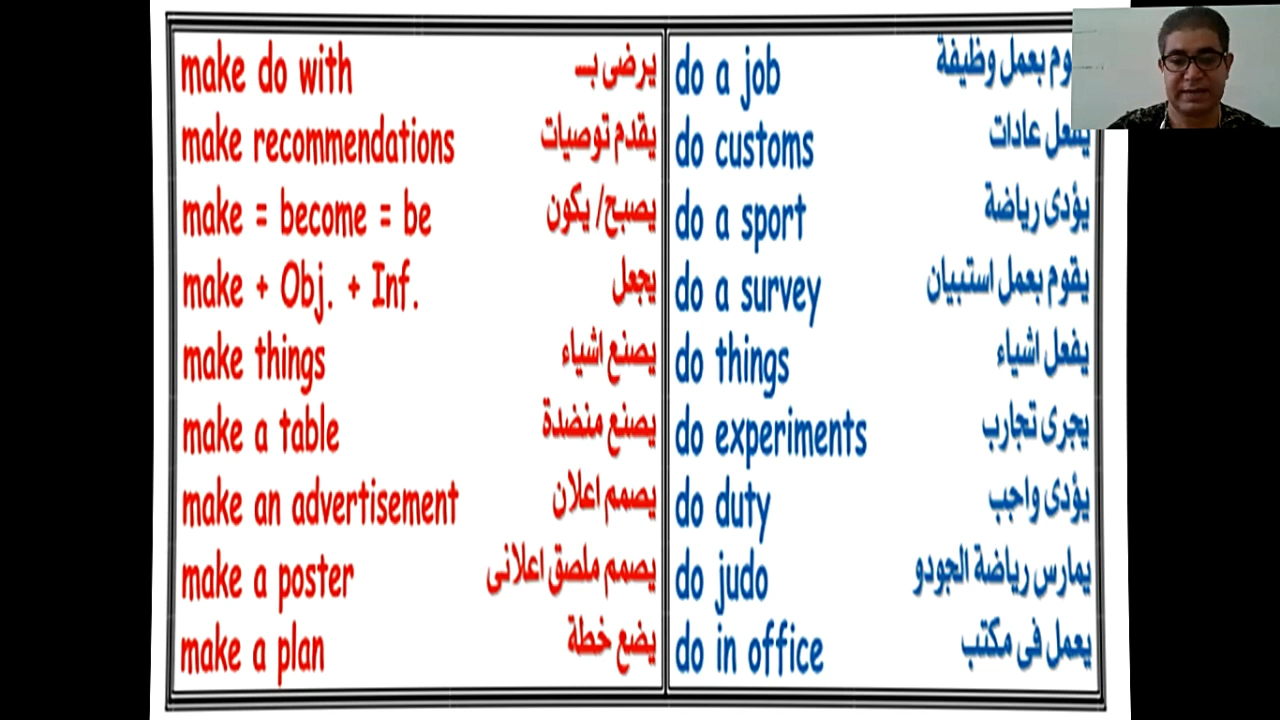 make do with يرضى بـ
make recommendations يقدم توصيات
make = become = be يصبح/ يكون
make + Obj. + Inf. يجعل
make things يصنع اشياء
make a table يصنع منضدة
make an advertisement يصمم اعلان
make a poster يصمم ملصق اعلانى
make a plan يضع خطة
do a job بعمل وظيفة
do customs يفعل عادات
do a sport يؤدى رياضة
do a survey يقوم بعمل استبيان
do things يفعل اشياء
do experiments يجرى تجارب
do duty يؤدى واجب
do judo يمارس رياضة الجودو
do in office يعمل فى مكتب